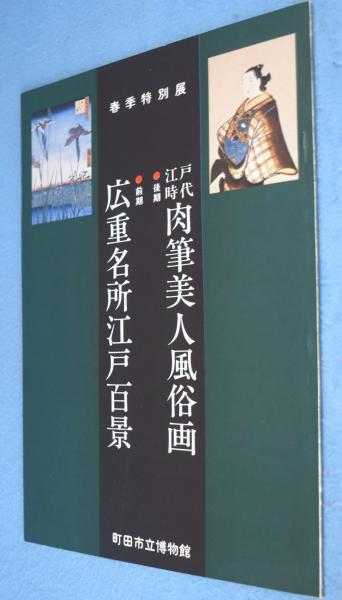 春季特別展
江戸時代
●後期
肉筆美人風俗画
●前期
広重名所江戸百景
町田市立博物館